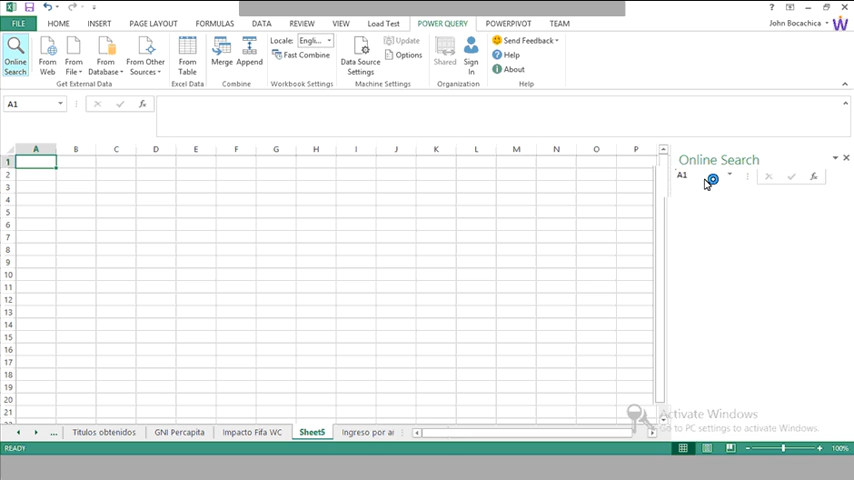 FILE HOME INSERT PAGE LAYOUT FORMULAS DATA REVIEW VIEW Load Test POWER QUERY POWERPIVOT TEAM John Bocachica
Online Search
From Web
From File
From Database
From Other Sources
From Table
Merge
Append
Locale: Engli...
Fast Combine
Data Source Settings
Update
Options
Shared
Sign In
Send Feedback
Help
About
Get External Data Excel Data Combine Workbook Settings Machine Settings Organization Help
A1 fx
A B C D E F G H I J K L M N O P
1
2
3
4
5
6
7
8
9
10
11
12
13
14
15
16
17
18
19
20
21
Online Search
A1 fx
Activate Windows
Go to PC settings to activate Windows.
... Titulos obtenidos GNI Percapita Impacto Fifa WC Sheet5 Ingreso por
READY 100%